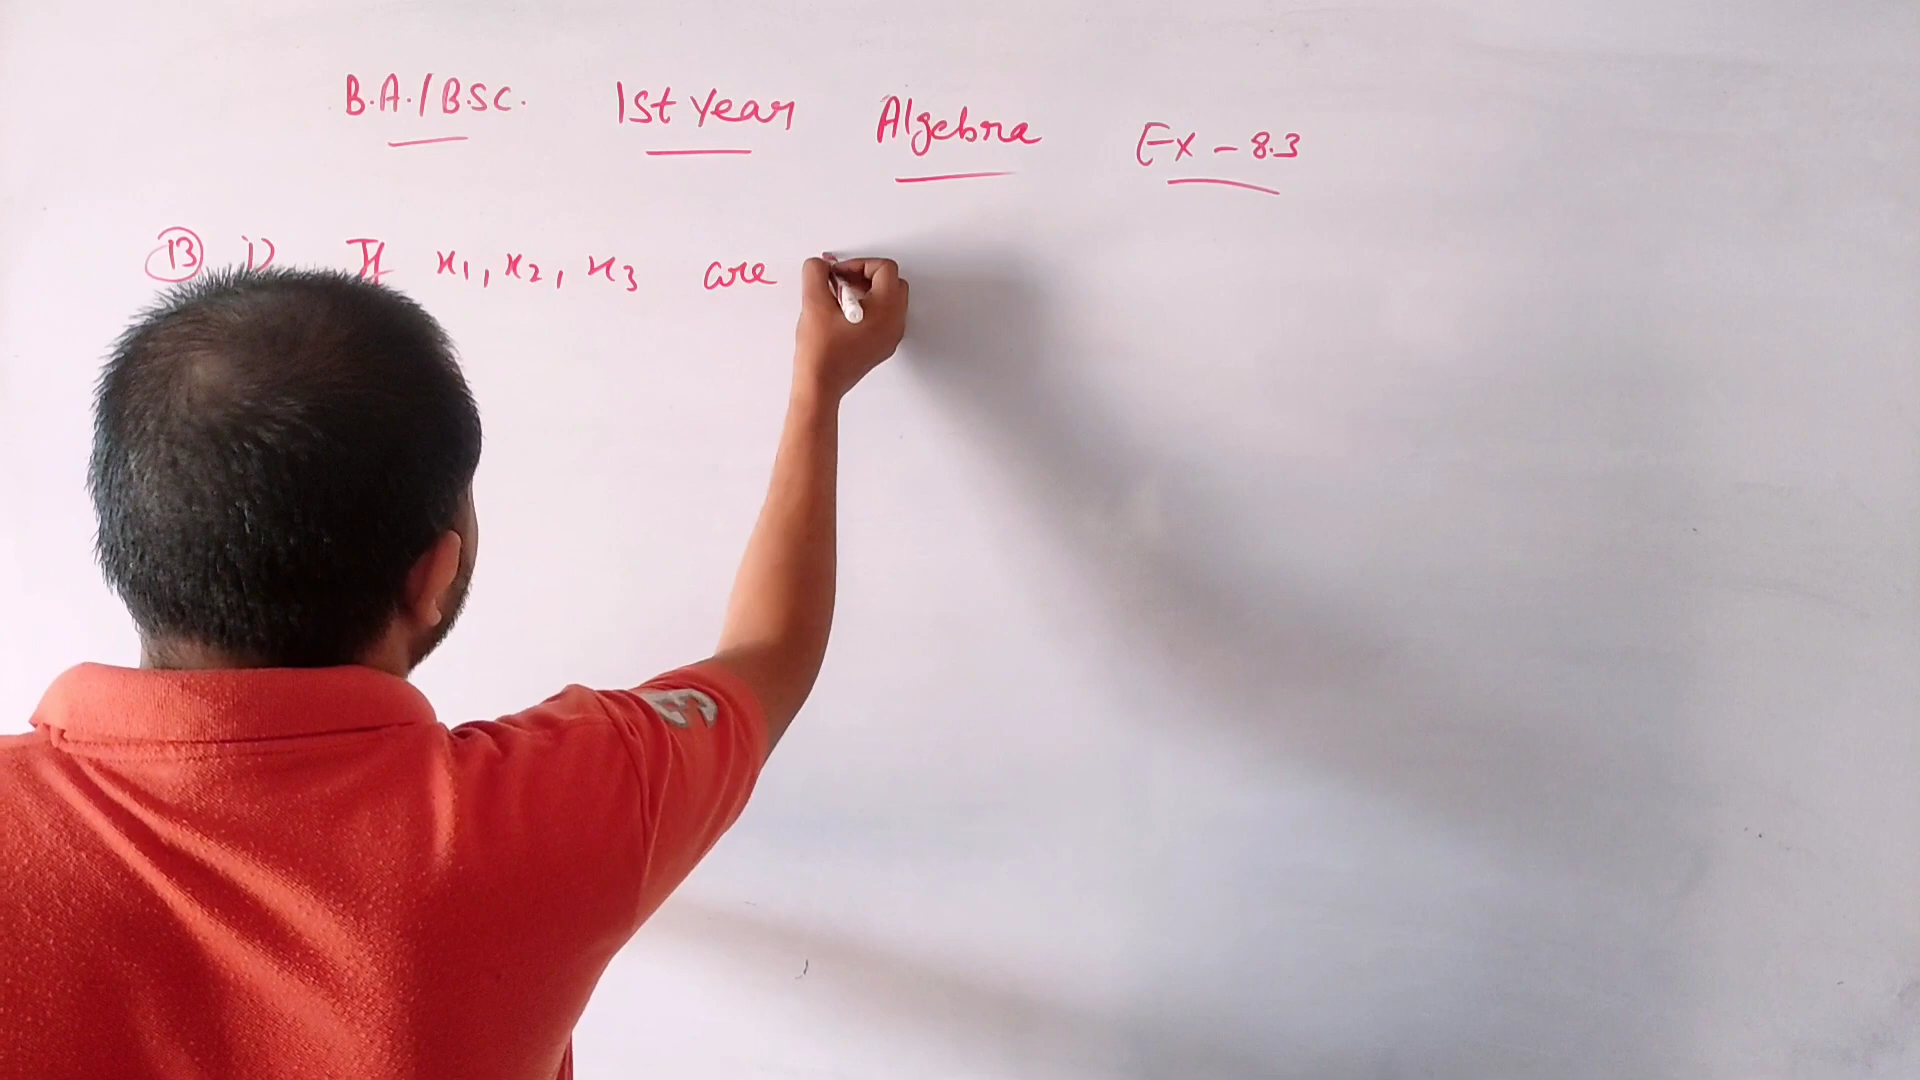 B.A./B.SC. 1st Year Algebra Ex - 8.3
13 i) If x1, x2, x3 are